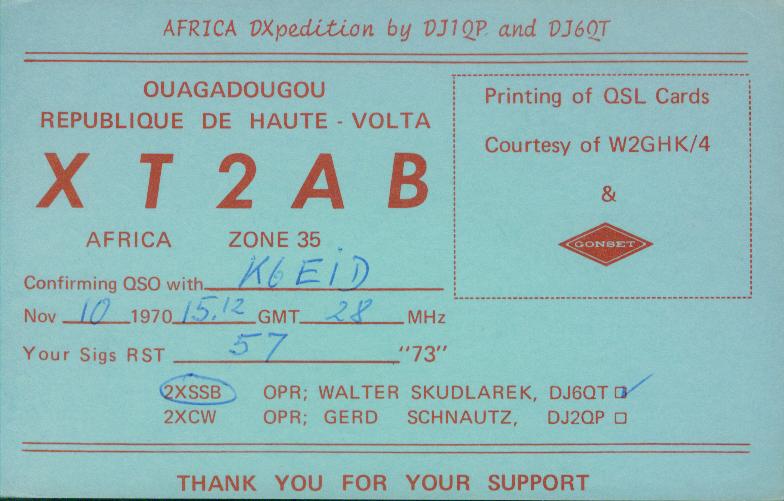 AFRICA DXpedition by DJ1QP and DJ6QT
OUAGADOUGOU
REPUBLIQUE DE HAUTE - VOLTA
XT2AB
AFRICA ZONE 35
Printing of QSL Cards
Courtesy of W2GHK/4
&
GONSET
Confirming QSO with K6EID
Nov 10 1970 15.12 GMT 28 MHz
Your Sigs RST 57 "73"
2XSSB OPR; WALTER SKUDLAREK, DJ6QT
2XCW OPR; GERD SCHNAUTZ, DJ2QP
THANK YOU FOR YOUR SUPPORT